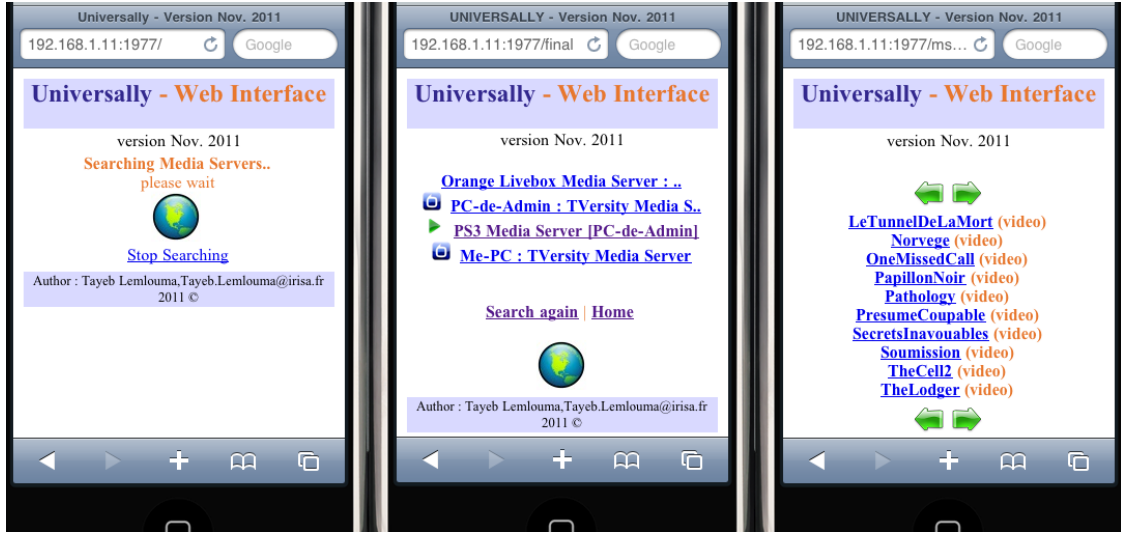 Universally - Version Nov. 2011
192.168.1.11:1977/
Google
Universally - Web Interface
version Nov. 2011
Searching Media Servers..
please wait
Stop Searching
Author : Tayeb Lemlouma,Tayeb.Lemlouma@irisa.fr
2011 ©
UNIVERSALLY - Version Nov. 2011
192.168.1.11:1977/final
Google
Universally - Web Interface
version Nov. 2011
Orange Livebox Media Server : ..
PC-de-Admin : TVersity Media S..
PS3 Media Server [PC-de-Admin]
Me-PC : TVersity Media Server
Search again | Home
Author : Tayeb Lemlouma,Tayeb.Lemlouma@irisa.fr
2011 ©
UNIVERSALLY - Version Nov. 2011
192.168.1.11:1977/ms...
Google
Universally - Web Interface
version Nov. 2011
LeTunnelDeLaMort (video)
Norvege (video)
OneMissedCall (video)
PapillonNoir (video)
Pathology (video)
PresumeCoupable (video)
SecretsInavouables (video)
Soumission (video)
TheCell2 (video)
TheLodger (video)